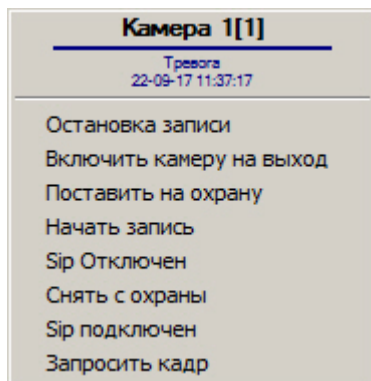 Камера 1[1]
Тревога
22-09-17 11:37:17
Остановка записи
Включить камеру на выход
Поставить на охрану
Начать запись
Sip Отключен
Снять с охраны
Sip подключен
Запросить кадр